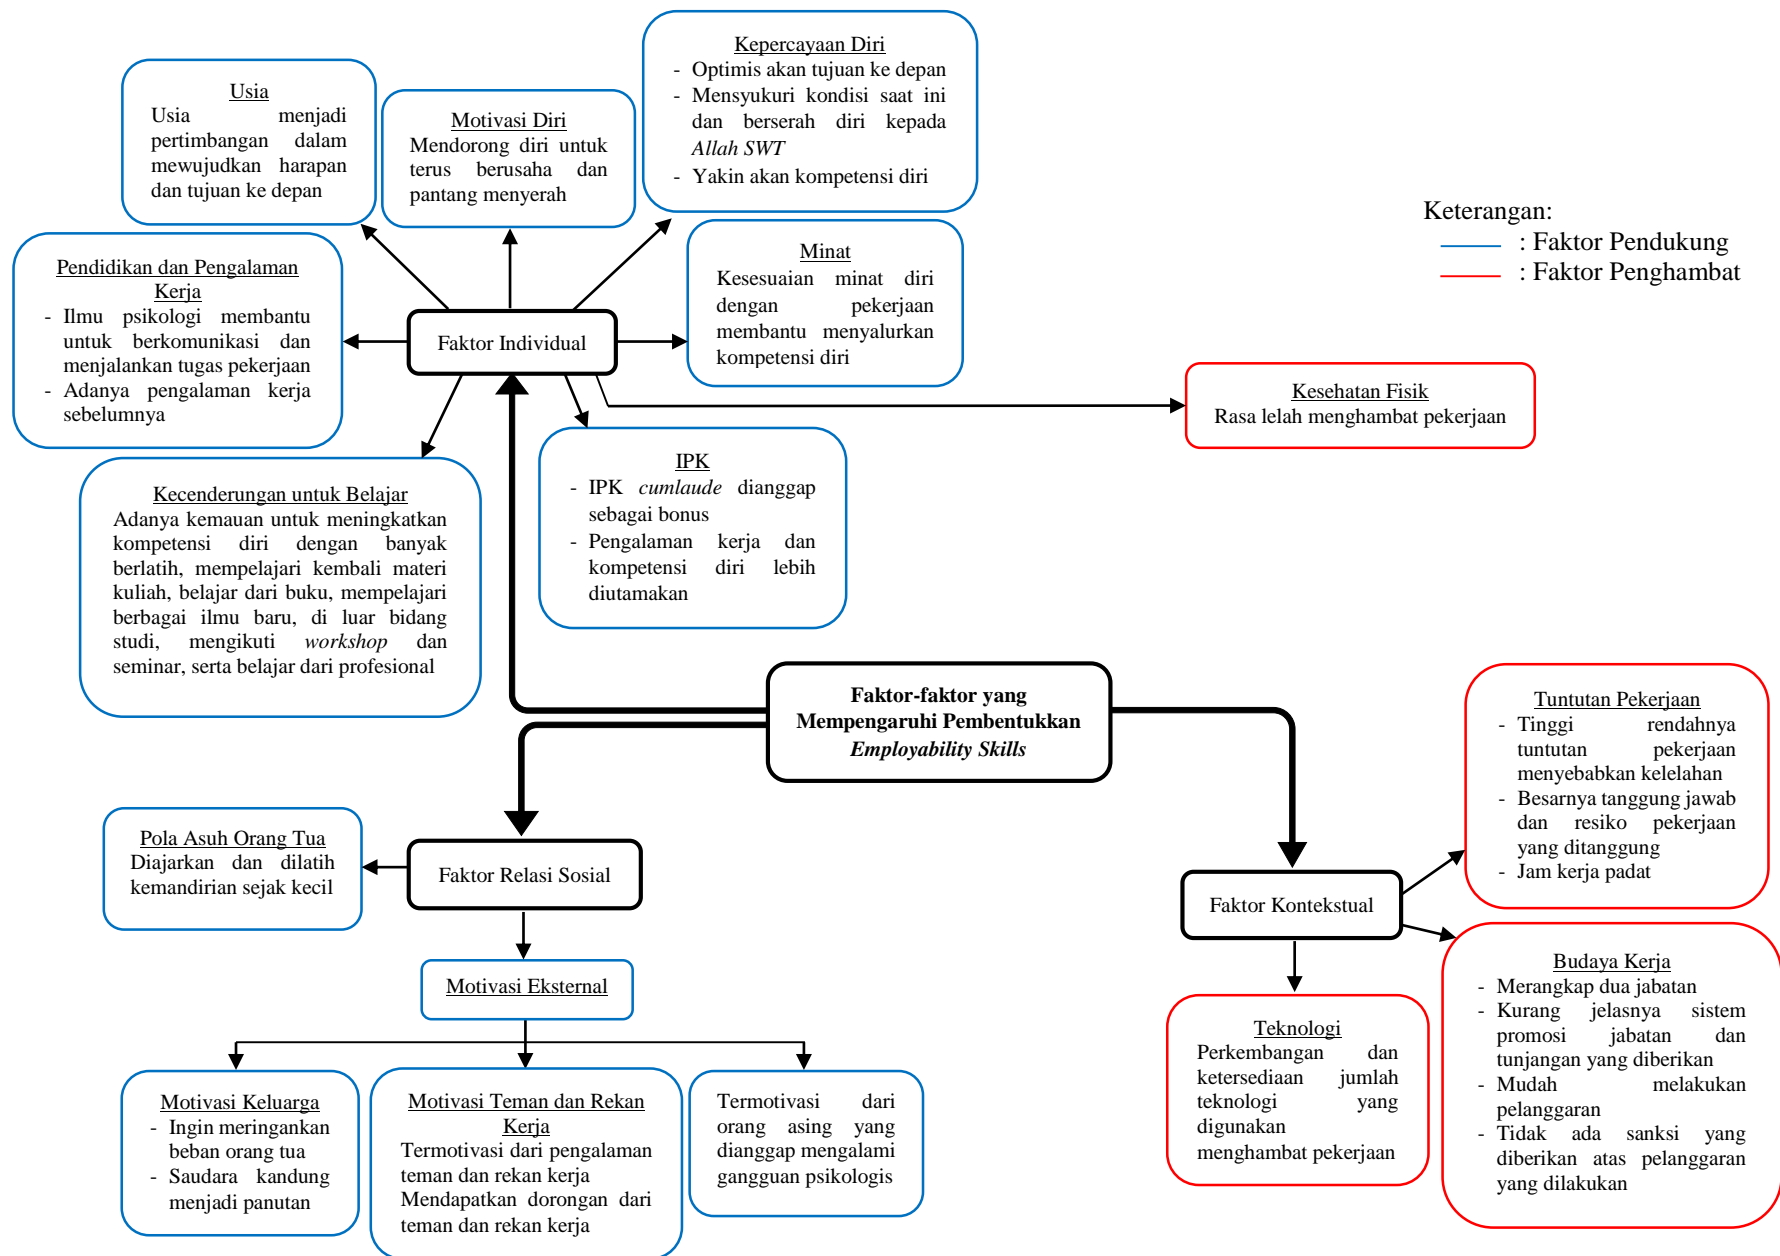 Usia
Usia menjadi
pertimbangan dalam
mewujudkan harapan
dan tujuan ke depan
Motivasi Diri
Mendorong diri untuk
terus berusaha dan
pantang menyerah
Kepercayaan Diri
- Optimis akan tujuan ke depan
- Mensyukuri kondisi saat ini
dan berserah diri kepada
Allah SWT
- Yakin akan kompetensi diri
Keterangan:
: Faktor Pendukung
: Faktor Penghambat
Pendidikan dan Pengalaman
Kerja
- Ilmu psikologi membantu
untuk berkomunikasi dan
menjalankan tugas pekerjaan
- Adanya pengalaman kerja
sebelumnya
Faktor Individual
Minat
Kesesuaian minat diri
dengan pekerjaan
membantu menyalurkan
kompetensi diri
Kesehatan Fisik
Rasa lelah menghambat pekerjaan
Kecenderungan untuk Belajar
Adanya kemauan untuk meningkatkan
kompetensi diri dengan banyak
berlatih, mempelajari kembali materi
kuliah, belajar dari buku, mempelajari
berbagai ilmu baru, di luar bidang
studi, mengikuti workshop dan
seminar, serta belajar dari profesional
IPK
- IPK cumlaude dianggap
sebagai bonus
- Pengalaman kerja dan
kompetensi diri lebih
diutamakan
Faktor-faktor yang
Mempengaruhi Pembentukkan
Employability Skills
Tuntutan Pekerjaan
- Tinggi rendahnya
tuntutan pekerjaan
menyebabkan kelelahan
- Besarnya tanggung jawab
dan resiko pekerjaan
yang ditanggung
- Jam kerja padat
Pola Asuh Orang Tua
Diajarkan dan dilatih
kemandirian sejak kecil
Faktor Relasi Sosial
Faktor Kontekstual
Motivasi Eksternal
Budaya Kerja
- Merangkap dua jabatan
- Kurang jelasnya sistem
promosi jabatan dan
tunjangan yang diberikan
- Mudah melakukan
pelanggaran
- Tidak ada sanksi yang
diberikan atas pelanggaran
yang dilakukan
Teknologi
Perkembangan dan
ketersediaan jumlah
teknologi yang
digunakan
menghambat pekerjaan
Motivasi Keluarga
- Ingin meringankan
beban orang tua
- Saudara kandung
menjadi panutan
Motivasi Teman dan Rekan
Kerja
Termotivasi dari pengalaman
teman dan rekan kerja
Mendapatkan dorongan dari
teman dan rekan kerja
Termotivasi dari
orang asing yang
dianggap mengalami
gangguan psikologis